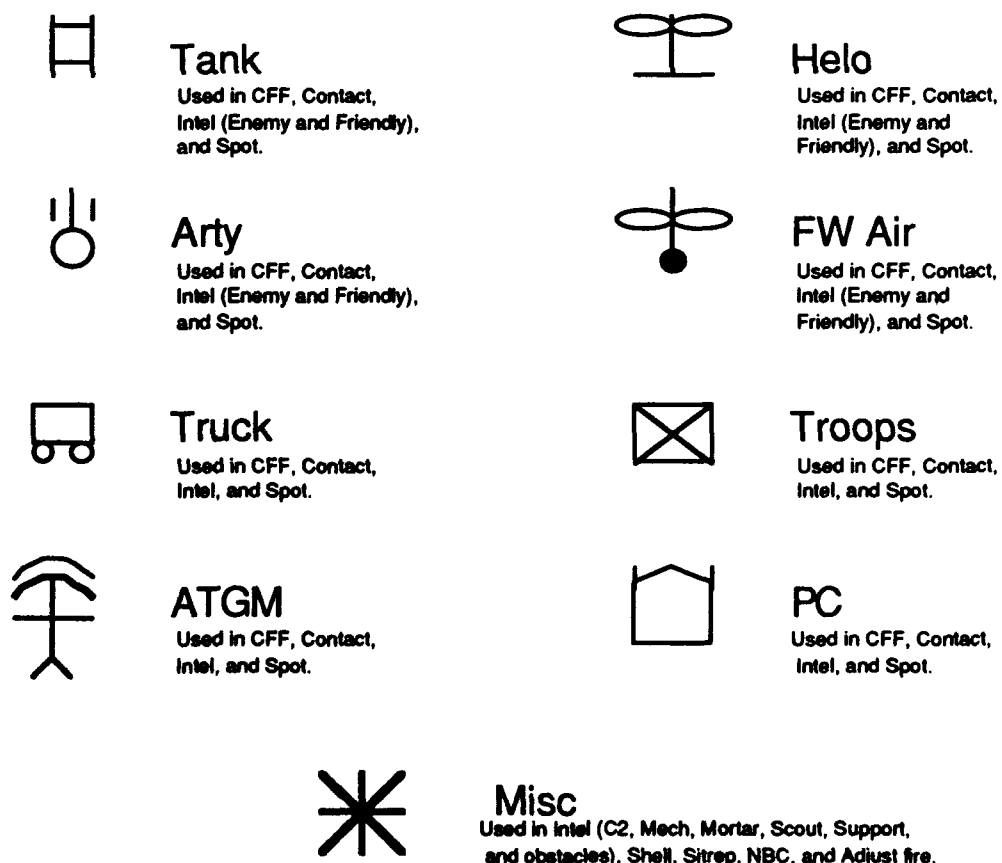 Tank
Used in CFF, Contact,
Intel (Enemy and Friendly),
and Spot.
Helo
Used in CFF, Contact,
Intel (Enemy and
Friendly), and Spot.
Arty
Used in CFF, Contact,
Intel (Enemy and Friendly),
and Spot.
FW Air
Used in CFF, Contact,
Intel (Enemy and
Friendly), and Spot.
Truck
Used in CFF, Contact,
Intel, and Spot.
Troops
Used in CFF, Contact,
Intel, and Spot.
ATGM
Used in CFF, Contact,
Intel, and Spot.
PC
Used in CFF, Contact,
Intel, and Spot.
Misc
Used in Intel (C2, Mech, Mortar, Scout, Support,
and obstacles), Shell, Sitrep, NBC, and Adjust fire.